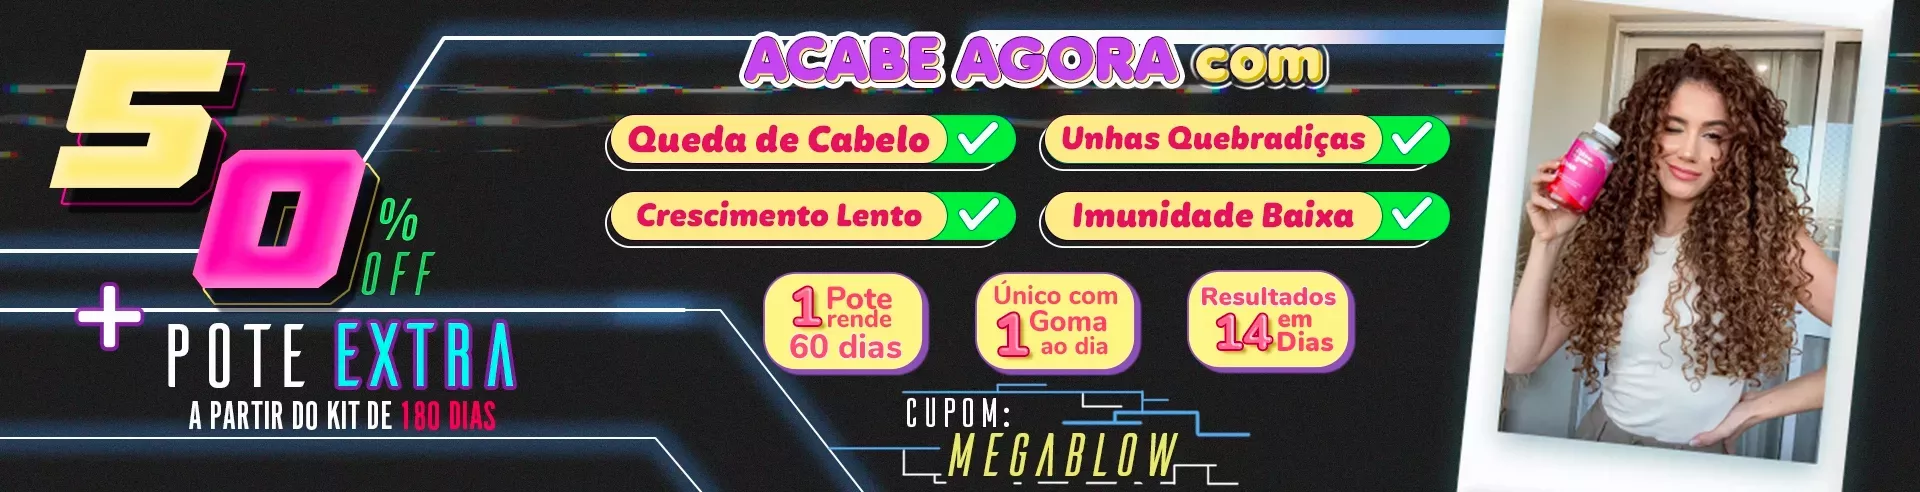 50
% OFF
+
POTE EXTRA
A PARTIR DO KIT DE 180 DIAS
ACABE AGORA com
Queda de Cabelo
Unhas Quebradiças
Crescimento Lento
Imunidade Baixa
1 Pote
rende
60 dias
Único com
1 Goma
ao dia
Resultados
14 em
Dias
CUPOM:
MEGABLOW